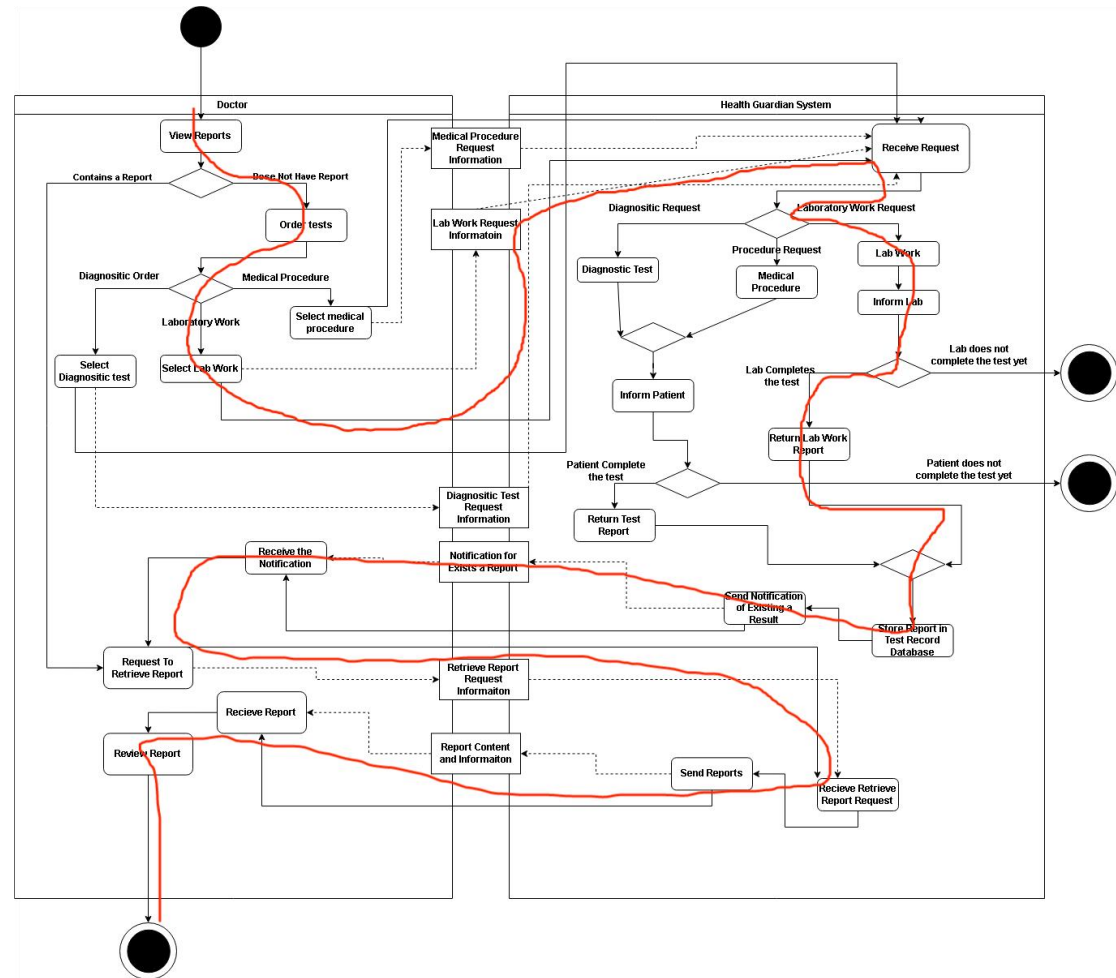 Doctor
Health Guardian System
View Reports
Medical Procedure
Request
Information
Receive Request
Contains a Report
Dose Not Have Report
Order tests
Lab Work Request
Informatoin
Diagnositic Request
Laboratory Work Request
Procedure Request
Lab Work
Diagnostic Test
Medical
Procedure
Diagnositic Order
Medical Procedure
Select medical
procedure
Inform Lab
Laboratory Work
Select
Diagnostic test
Select Lab Work
Lab does not
complete the test yet
Lab Completes
the test
Inform Patient
Return Lab Work
Report
Patient Complete
the test
Patient does not
complete the test yet
Diagnositic Test
Request
Information
Return Test
Report
Receive the
Notification
Notification for
Exists a Report
Send Notification
of Existing a
Result
Store Report in
Test Record
Database
Request To
Retrieve Report
Retrieve Report
Request
Informaiton
Recieve Report
Review Report
Report Content
and Informaiton
Send Reports
Recieve Retrieve
Report Request